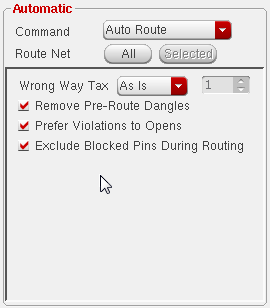 Automatic
Command Auto Route
Route Net All Selected
Wrong Way Tax As Is 1
Remove Pre-Route Dangles
Prefer Violations to Opens
Exclude Blocked Pins During Routing